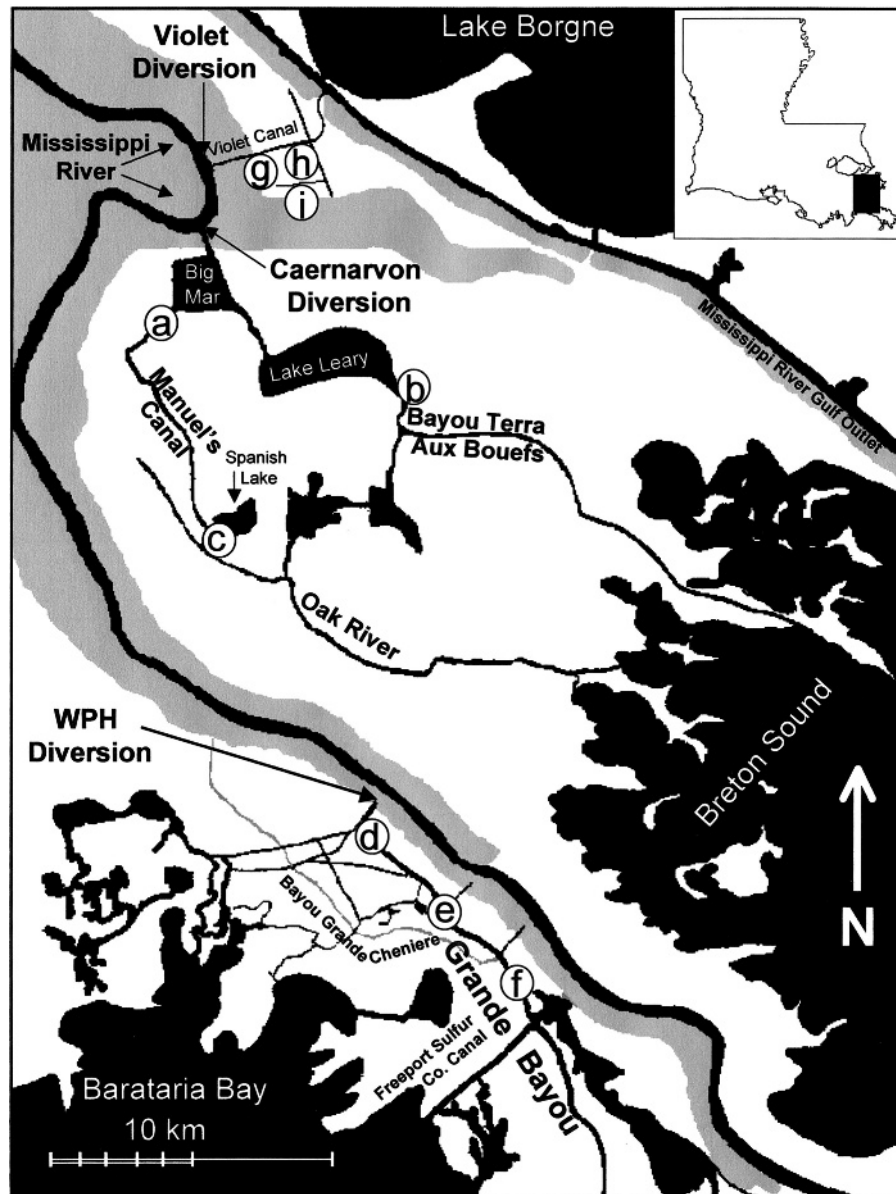 Lake Borgne
Violet
Diversion
Mississippi
River
Violet Canal
g
h
i
Big
Mar
Caernarvon
Diversion
a
Lake Leary
b
Mississippi River Gulf Outlet
Manuel's
Canal
Bayou Terra
Aux Bouefs
Spanish
Lake
c
Oak River
WPH
Diversion
Breton Sound
d
Bayou Grande
Cheniere
e
Grande
Bayou
f
N
Freeport Sulfur
Co. Canal
Barataria Bay
10 km